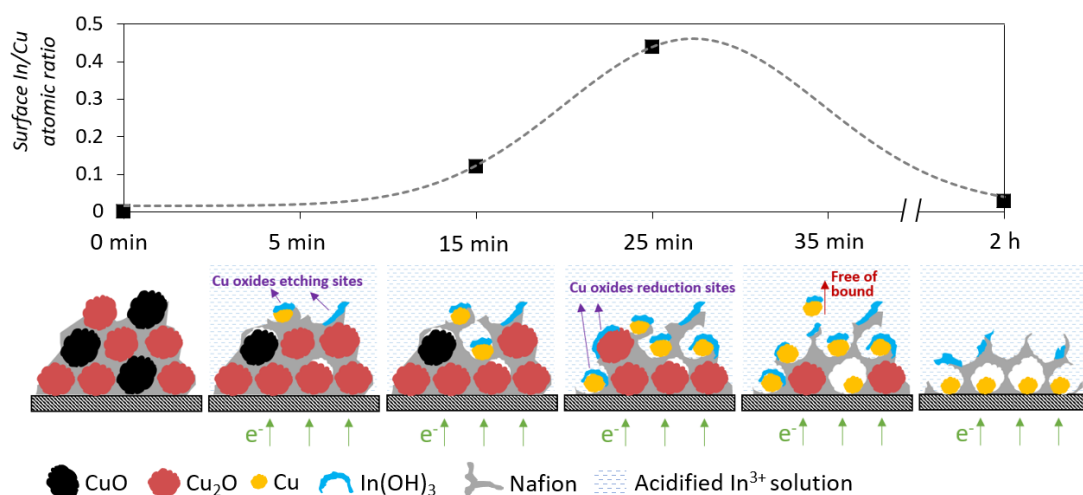 Surface In/Cu
atomic ratio
0.5
0.4
0.3
0.2
0.1
0
0 min
5 min
15 min
25 min
35 min
2 h
Cu oxides etching sites
Cu oxides reduction sites
Free of
bound
e⁻
e⁻
e⁻
e⁻
e⁻
CuO
Cu₂O
Cu
In(OH)₃
Nafion
Acidified In³⁺ solution